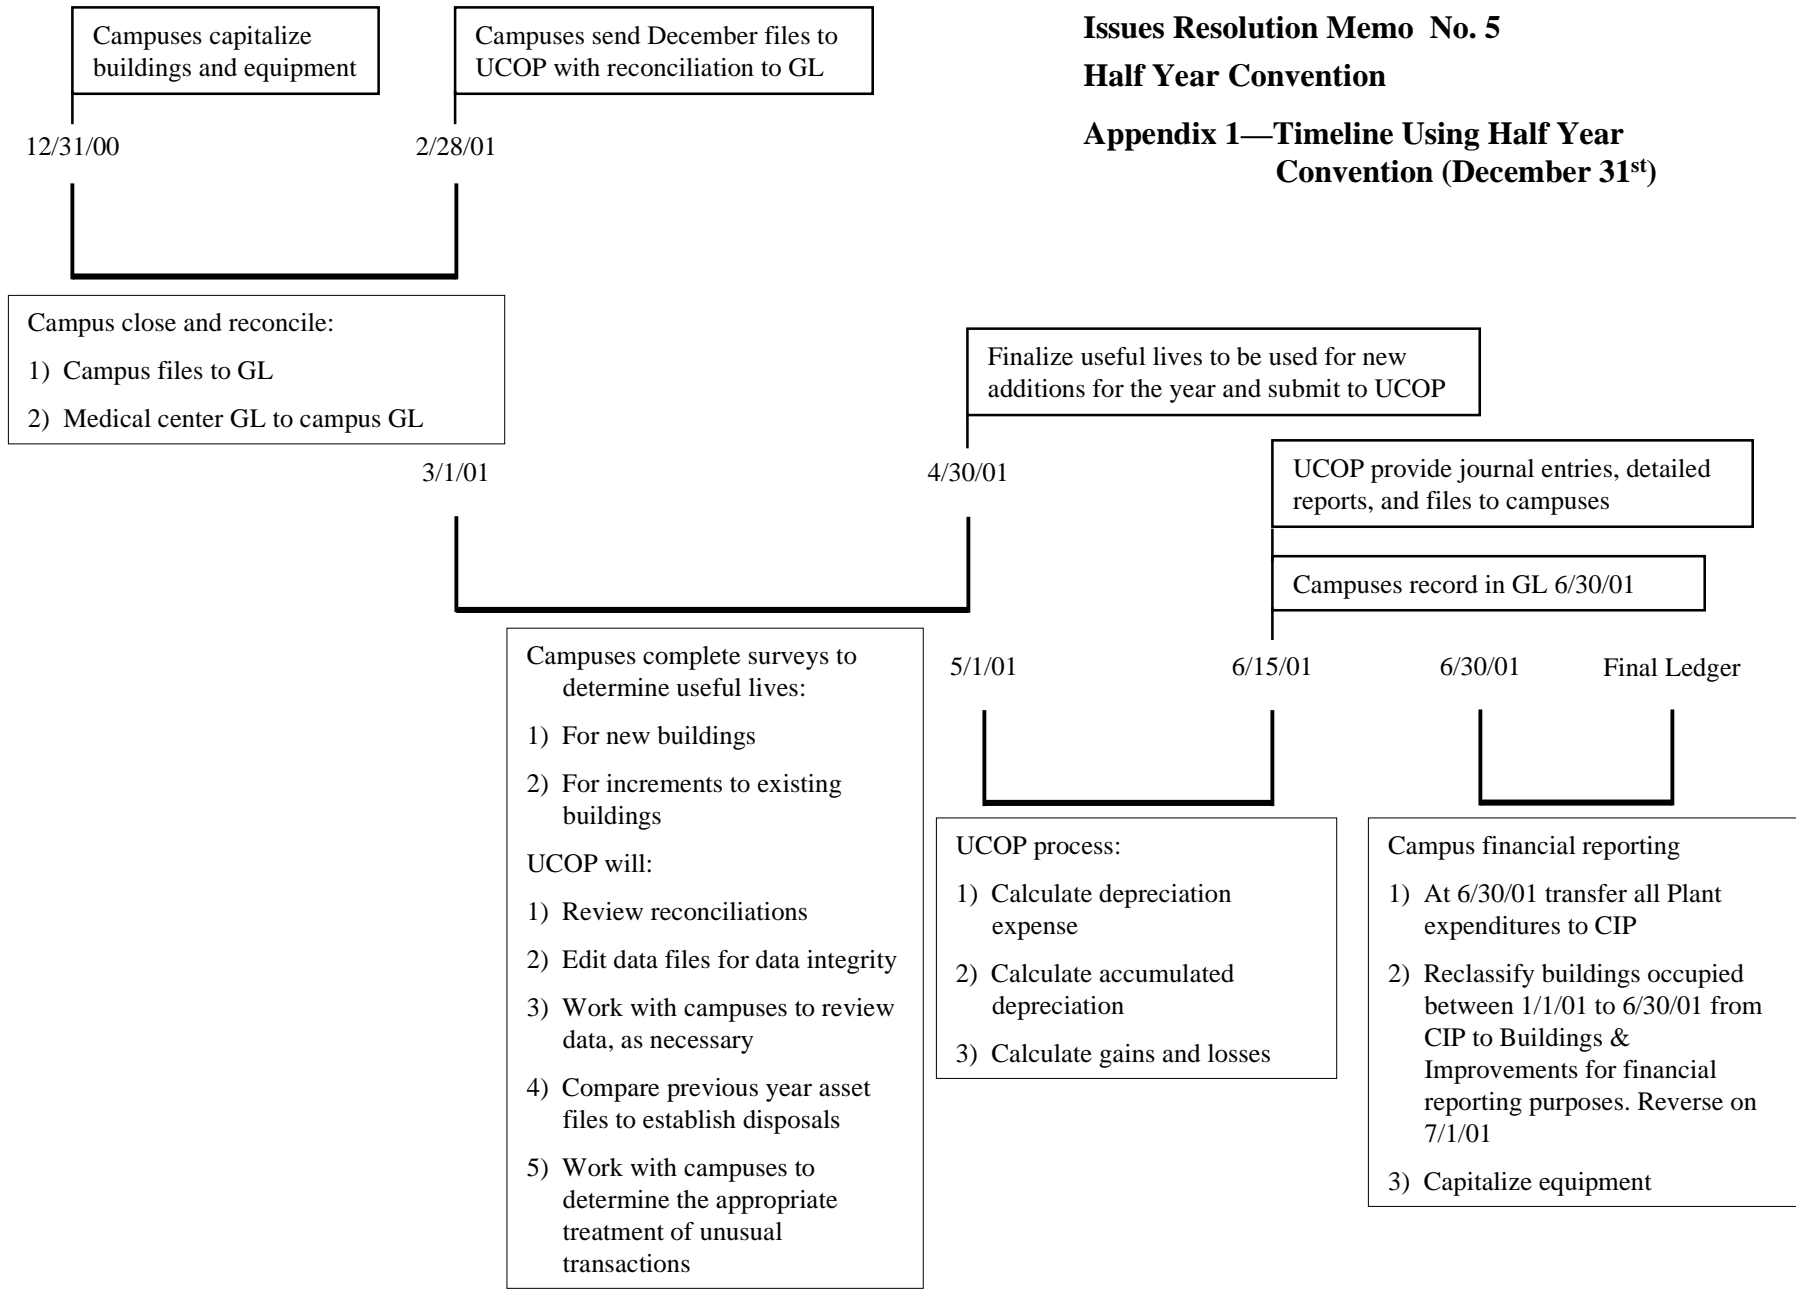 Issues Resolution Memo No. 5
Half Year Convention
Appendix 1—Timeline Using Half Year
Convention (December 31st)
Campuses capitalize
buildings and equipment
Campuses send December files to
UCOP with reconciliation to GL
12/31/00
2/28/01
Campus close and reconcile:
1) Campus files to GL
2) Medical center GL to campus GL
Finalize useful lives to be used for new
additions for the year and submit to UCOP
3/1/01
4/30/01
UCOP provide journal entries, detailed
reports, and files to campuses
Campuses record in GL 6/30/01
Campuses complete surveys to
determine useful lives:
1) For new buildings
2) For increments to existing
buildings
UCOP will:
1) Review reconciliations
2) Edit data files for data integrity
3) Work with campuses to review
data, as necessary
4) Compare previous year asset
files to establish disposals
5) Work with campuses to
determine the appropriate
treatment of unusual
transactions
5/1/01
6/15/01
6/30/01
Final Ledger
UCOP process:
1) Calculate depreciation
expense
2) Calculate accumulated
depreciation
3) Calculate gains and losses
Campus financial reporting
1) At 6/30/01 transfer all Plant
expenditures to CIP
2) Reclassify buildings occupied
between 1/1/01 to 6/30/01 from
CIP to Buildings &
Improvements for financial
reporting purposes. Reverse on
7/1/01
3) Capitalize equipment